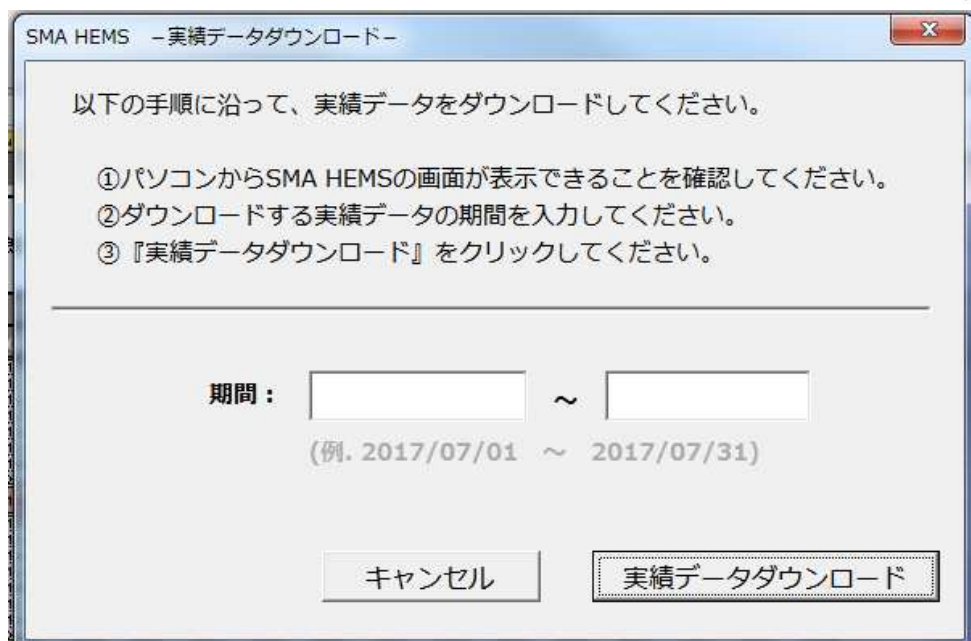 SMA HEMS －実績データダウンロード－
以下の手順に沿って、実績データをダウンロードしてください。
①パソコンからSMA HEMSの画面が表示できることを確認してください。
②ダウンロードする実績データの期間を入力してください。
③『実績データダウンロード』をクリックしてください。
期間： ～
(例. 2017/07/01 ～ 2017/07/31)
キャンセル 実績データダウンロード